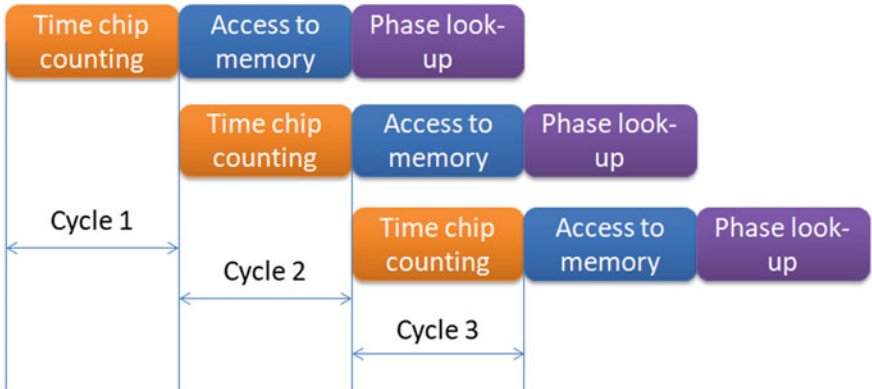 Time chip
counting
Access to
memory
Phase look-
up
Time chip
counting
Access to
memory
Phase look-
up
Cycle 1
Time chip
counting
Access to
memory
Phase look-
up
Cycle 2
Cycle 3